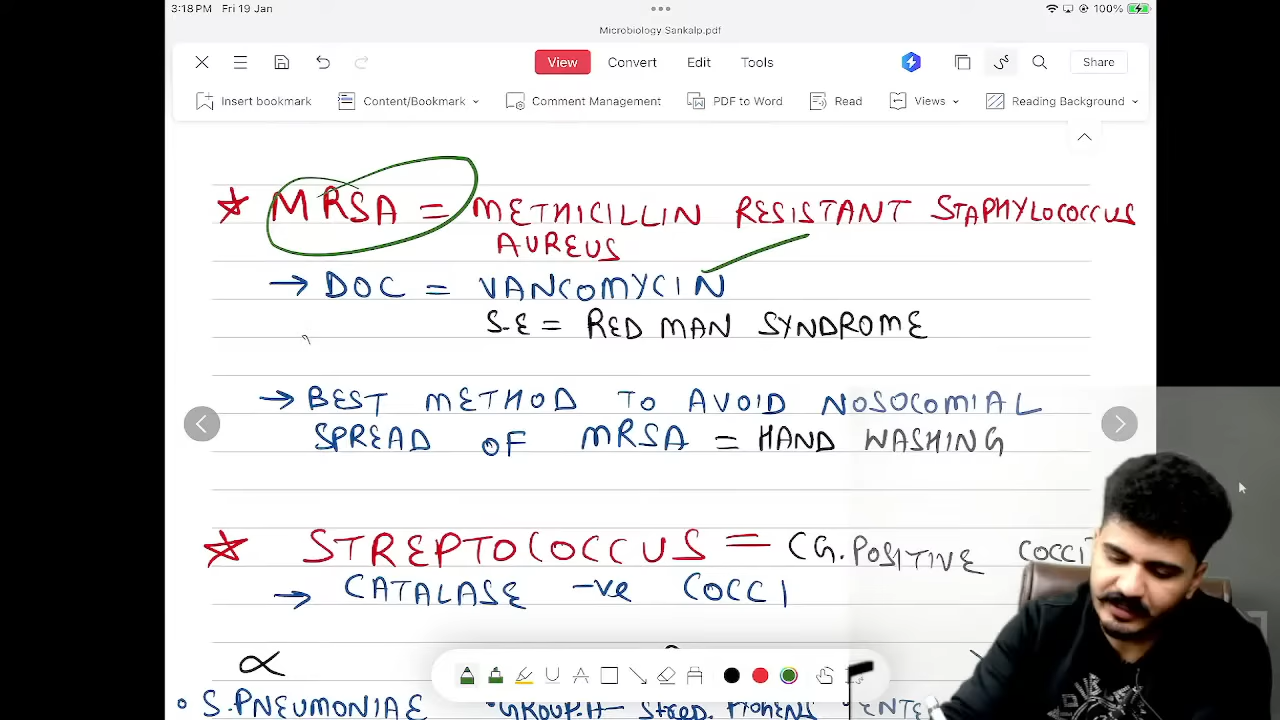 3:18 PM Fri 19 Jan
100%
Microbiology Sankalp.pdf
View Convert Edit Tools
Share
Insert bookmark Content/Bookmark Comment Management PDF to Word Read Views Reading Background
MRSA = METHICILLIN RESISTANT STAPHYLOCOCCUS
AUREUS
→ DOC = VANCOMYCIN
S.E = RED MAN SYNDROME
→ BEST METHOD TO AVOID NOSOCOMIAL
SPREAD OF MRSA = HAND WASHING
STREPTOCOCCUS = (G.POSITIVE COCCI
→ CATALASE -ve COCCI
∝
• S.PNEUMONIAE